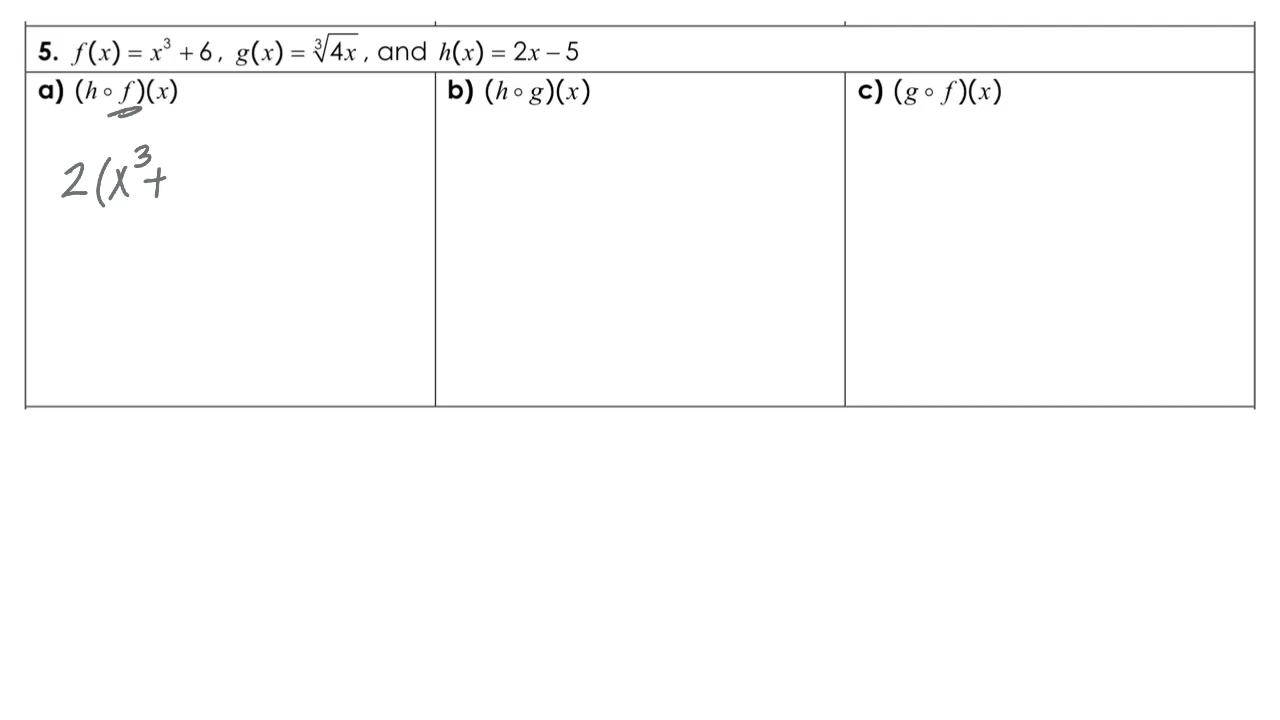 5. f(x) = x³ + 6, g(x) = ∛4x, and h(x) = 2x − 5
a) (h ∘ f)(x)
b) (h ∘ g)(x)
c) (g ∘ f)(x)
2(x³+